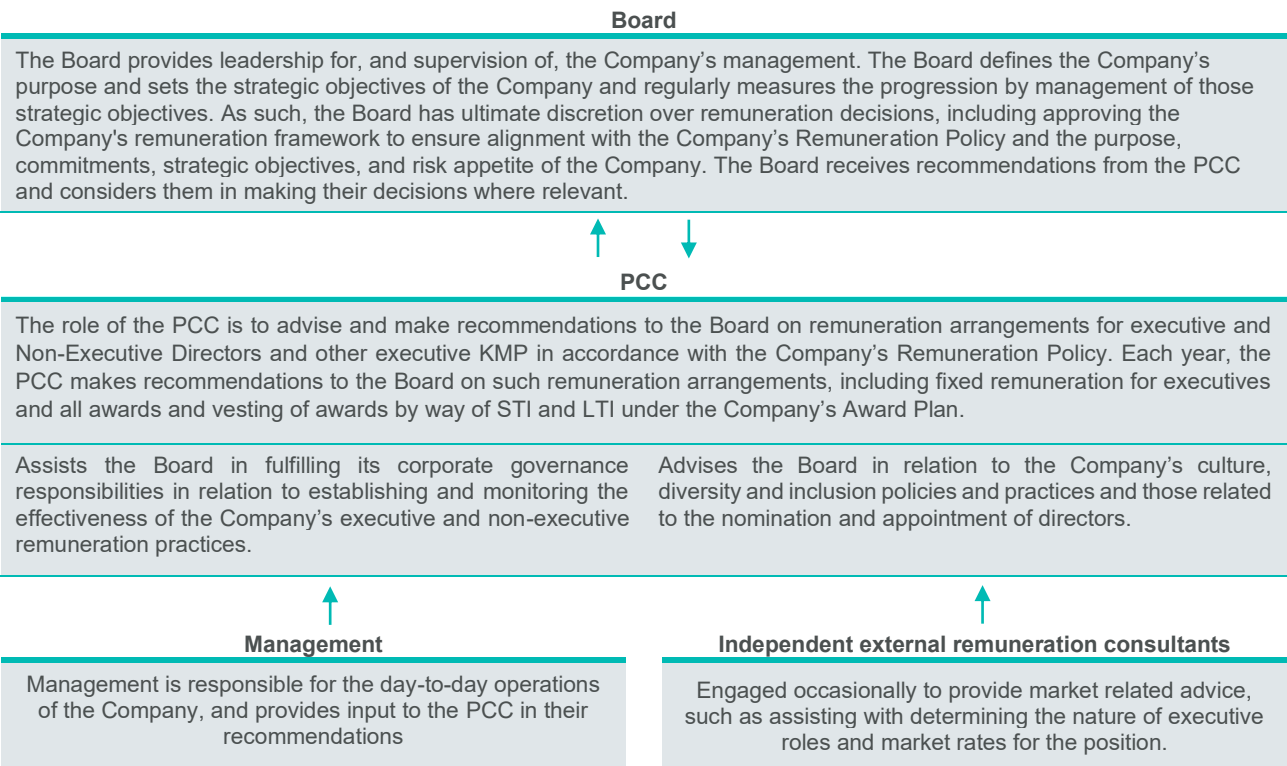 Board
The Board provides leadership for, and supervision of, the Company’s management. The Board defines the Company’s
purpose and sets the strategic objectives of the Company and regularly measures the progression by management of those
strategic objectives. As such, the Board has ultimate discretion over remuneration decisions, including approving the
Company's remuneration framework to ensure alignment with the Company’s Remuneration Policy and the purpose,
commitments, strategic objectives, and risk appetite of the Company. The Board receives recommendations from the PCC
and considers them in making their decisions where relevant.
PCC
The role of the PCC is to advise and make recommendations to the Board on remuneration arrangements for executive and
Non-Executive Directors and other executive KMP in accordance with the Company’s Remuneration Policy. Each year, the
PCC makes recommendations to the Board on such remuneration arrangements, including fixed remuneration for executives
and all awards and vesting of awards by way of STI and LTI under the Company’s Award Plan.
Assists the Board in fulfilling its corporate governance
responsibilities in relation to establishing and monitoring the
effectiveness of the Company’s executive and non-executive
remuneration practices.
Advises the Board in relation to the Company’s culture,
diversity and inclusion policies and practices and those related
to the nomination and appointment of directors.
Management
Management is responsible for the day-to-day operations
of the Company, and provides input to the PCC in their
recommendations
Independent external remuneration consultants
Engaged occasionally to provide market related advice,
such as assisting with determining the nature of executive
roles and market rates for the position.